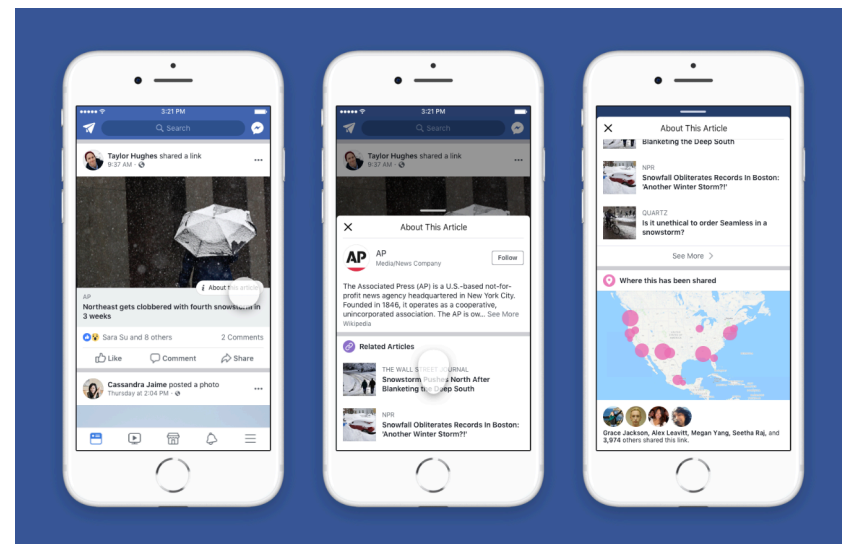 3:21 PM
Search
Taylor Hughes shared a link
9:37 AM ·
i About this article
AP
Northeast gets clobbered with fourth snowstorm in
3 weeks
Sara Su and 8 others 2 Comments
Like Comment Share
Cassandra Jaime posted a photo
Thursday at 2:04 PM ·
3:21 PM
Search
Taylor Hughes shared a link
9:37 AM ·
About This Article
AP
AP
Media/News Company
Follow
The Associated Press (AP) is a U.S.-based not-for-
profit news agency headquartered in New York City.
Founded in 1846, it operates as a cooperative,
unincorporated association. The AP is ow... See More
Wikipedia
Related Articles
THE WALL STREET JOURNAL
Snowstorm Pushes North After
Blanketing the Deep South
NPR
Snowfall Obliterates Records In Boston:
'Another Winter Storm?!'
About This Article
Blanketing the Deep South
NPR
Snowfall Obliterates Records In Boston:
'Another Winter Storm?!'
QUARTZ
Is it unethical to order Seamless in a
snowstorm?
See More
Where this has been shared
Grace Jackson, Alex Leavitt, Megan Yang, Seetha Raj, and
3,974 others shared this link.